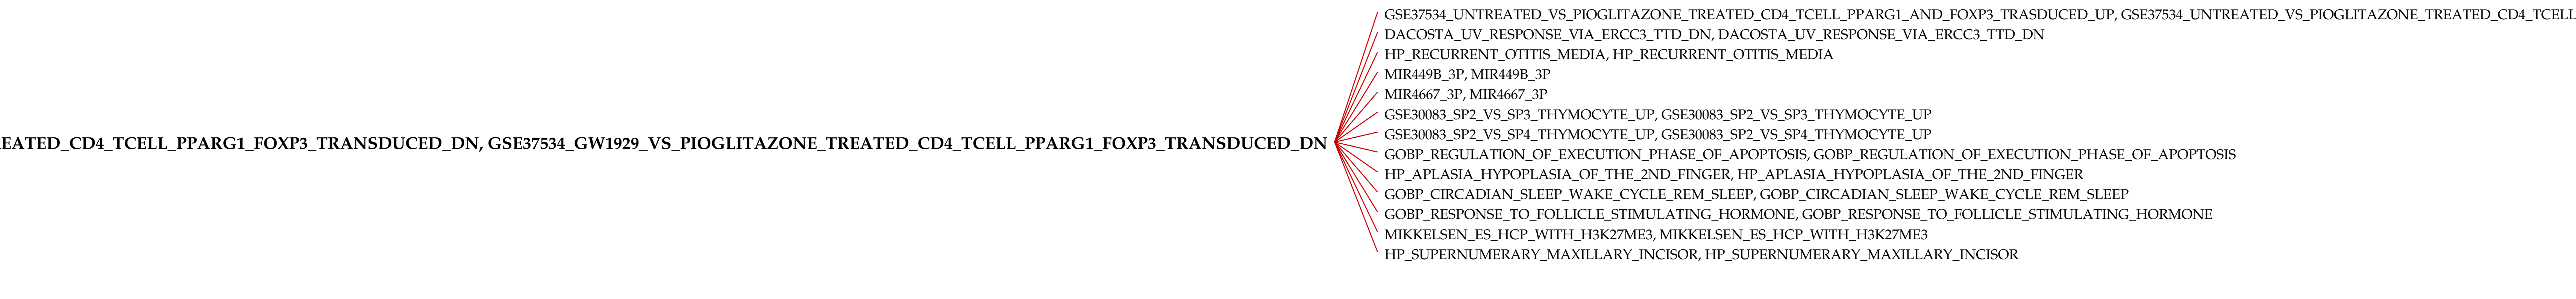 GSE37534_UNTREATED_VS_PIOGLITAZONE_TREATED_CD4_TCELL_PPARG1_AND_FOXP3_TRASDUCED_UP, GSE37534_UNTREATED_VS_PIOGLITAZONE_TREATED_CD4_TCELL
DACOSTA_UV_RESPONSE_VIA_ERCC3_TTD_DN, DACOSTA_UV_RESPONSE_VIA_ERCC3_TTD_DN
HP_RECURRENT_OTITIS_MEDIA, HP_RECURRENT_OTITIS_MEDIA
MIR449B_3P, MIR449B_3P
MIR4667_3P, MIR4667_3P
GSE30083_SP2_VS_SP3_THYMOCYTE_UP, GSE30083_SP2_VS_SP3_THYMOCYTE_UP
GSE30083_SP2_VS_SP4_THYMOCYTE_UP, GSE30083_SP2_VS_SP4_THYMOCYTE_UP
EATED_CD4_TCELL_PPARG1_FOXP3_TRANSDUCED_DN, GSE37534_GW1929_VS_PIOGLITAZONE_TREATED_CD4_TCELL_PPARG1_FOXP3_TRANSDUCED_DN
GOBP_REGULATION_OF_EXECUTION_PHASE_OF_APOPTOSIS, GOBP_REGULATION_OF_EXECUTION_PHASE_OF_APOPTOSIS
HP_APLASIA_HYPOPLASIA_OF_THE_2ND_FINGER, HP_APLASIA_HYPOPLASIA_OF_THE_2ND_FINGER
GOBP_CIRCADIAN_SLEEP_WAKE_CYCLE_REM_SLEEP, GOBP_CIRCADIAN_SLEEP_WAKE_CYCLE_REM_SLEEP
GOBP_RESPONSE_TO_FOLLICLE_STIMULATING_HORMONE, GOBP_RESPONSE_TO_FOLLICLE_STIMULATING_HORMONE
MIKKELSEN_ES_HCP_WITH_H3K27ME3, MIKKELSEN_ES_HCP_WITH_H3K27ME3
HP_SUPERNUMERARY_MAXILLARY_INCISOR, HP_SUPERNUMERARY_MAXILLARY_INCISOR